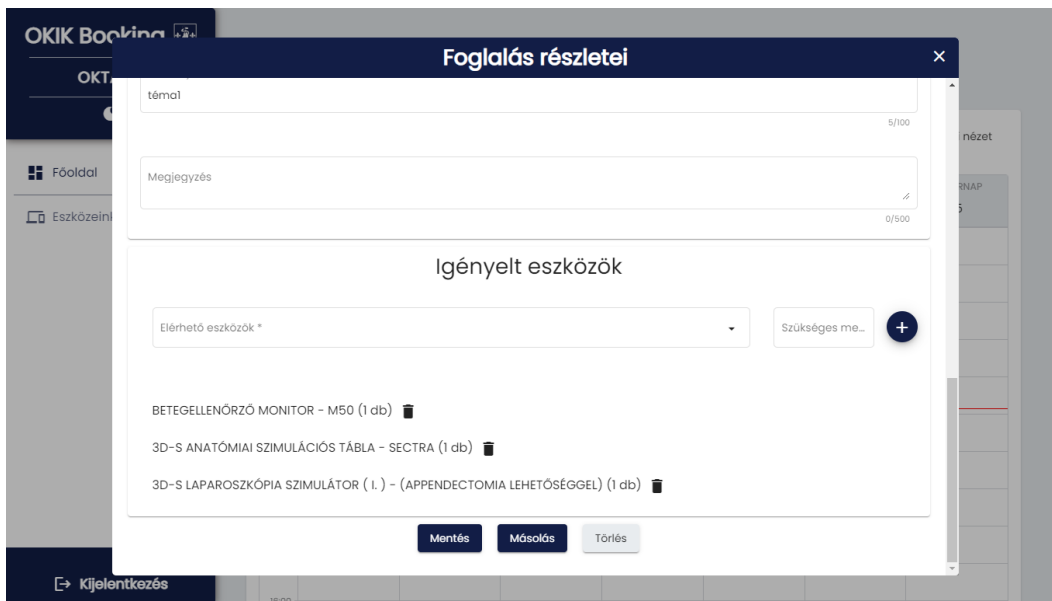 OKIK Booking
Foglalás részletei
téma1
5/100
nézet
Főoldal
Megjegyzés
0/500
Igényelt eszközök
Elérhető eszközök *
Szükséges me...
+
BETEGELLENŐRZŐ MONITOR - M50 (1 db)
3D-S ANATÓMIAI SZIMULÁCIÓS TÁBLA - SECTRA (1 db)
3D-S LAPAROSZKÓPIA SZIMULÁTOR ( I. ) - (APPENDECTOMIA LEHETŐSÉGGEL) (1 db)
Mentés Másolás Törlés
Kijelentkezés